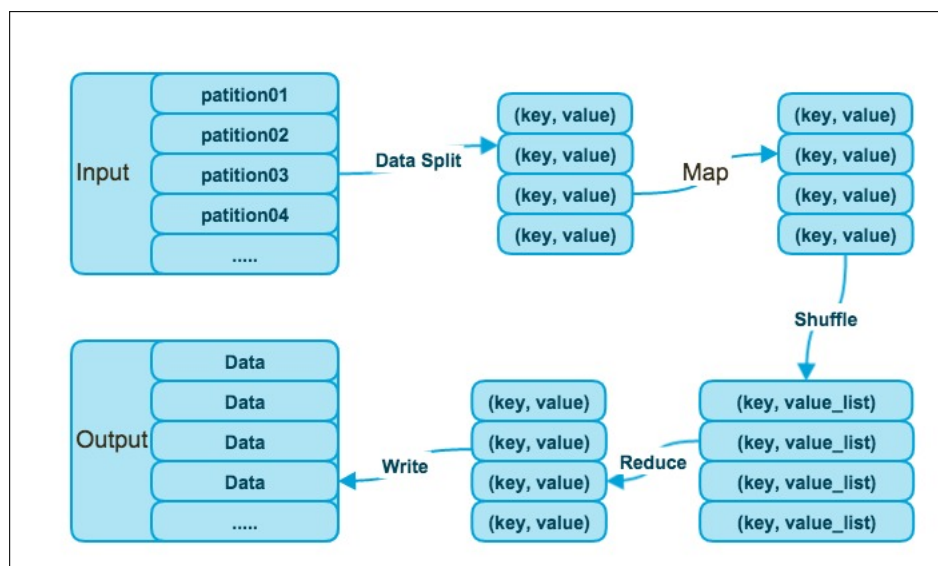 Input
patition01
patition02
patition03
patition04
.....
Data Split
(key, value)
(key, value)
(key, value)
(key, value)
Map
(key, value)
(key, value)
(key, value)
(key, value)
Shuffle
(key, value_list)
(key, value_list)
(key, value_list)
(key, value_list)
Reduce
(key, value)
(key, value)
(key, value)
(key, value)
Write
Output
Data
Data
Data
Data
.....